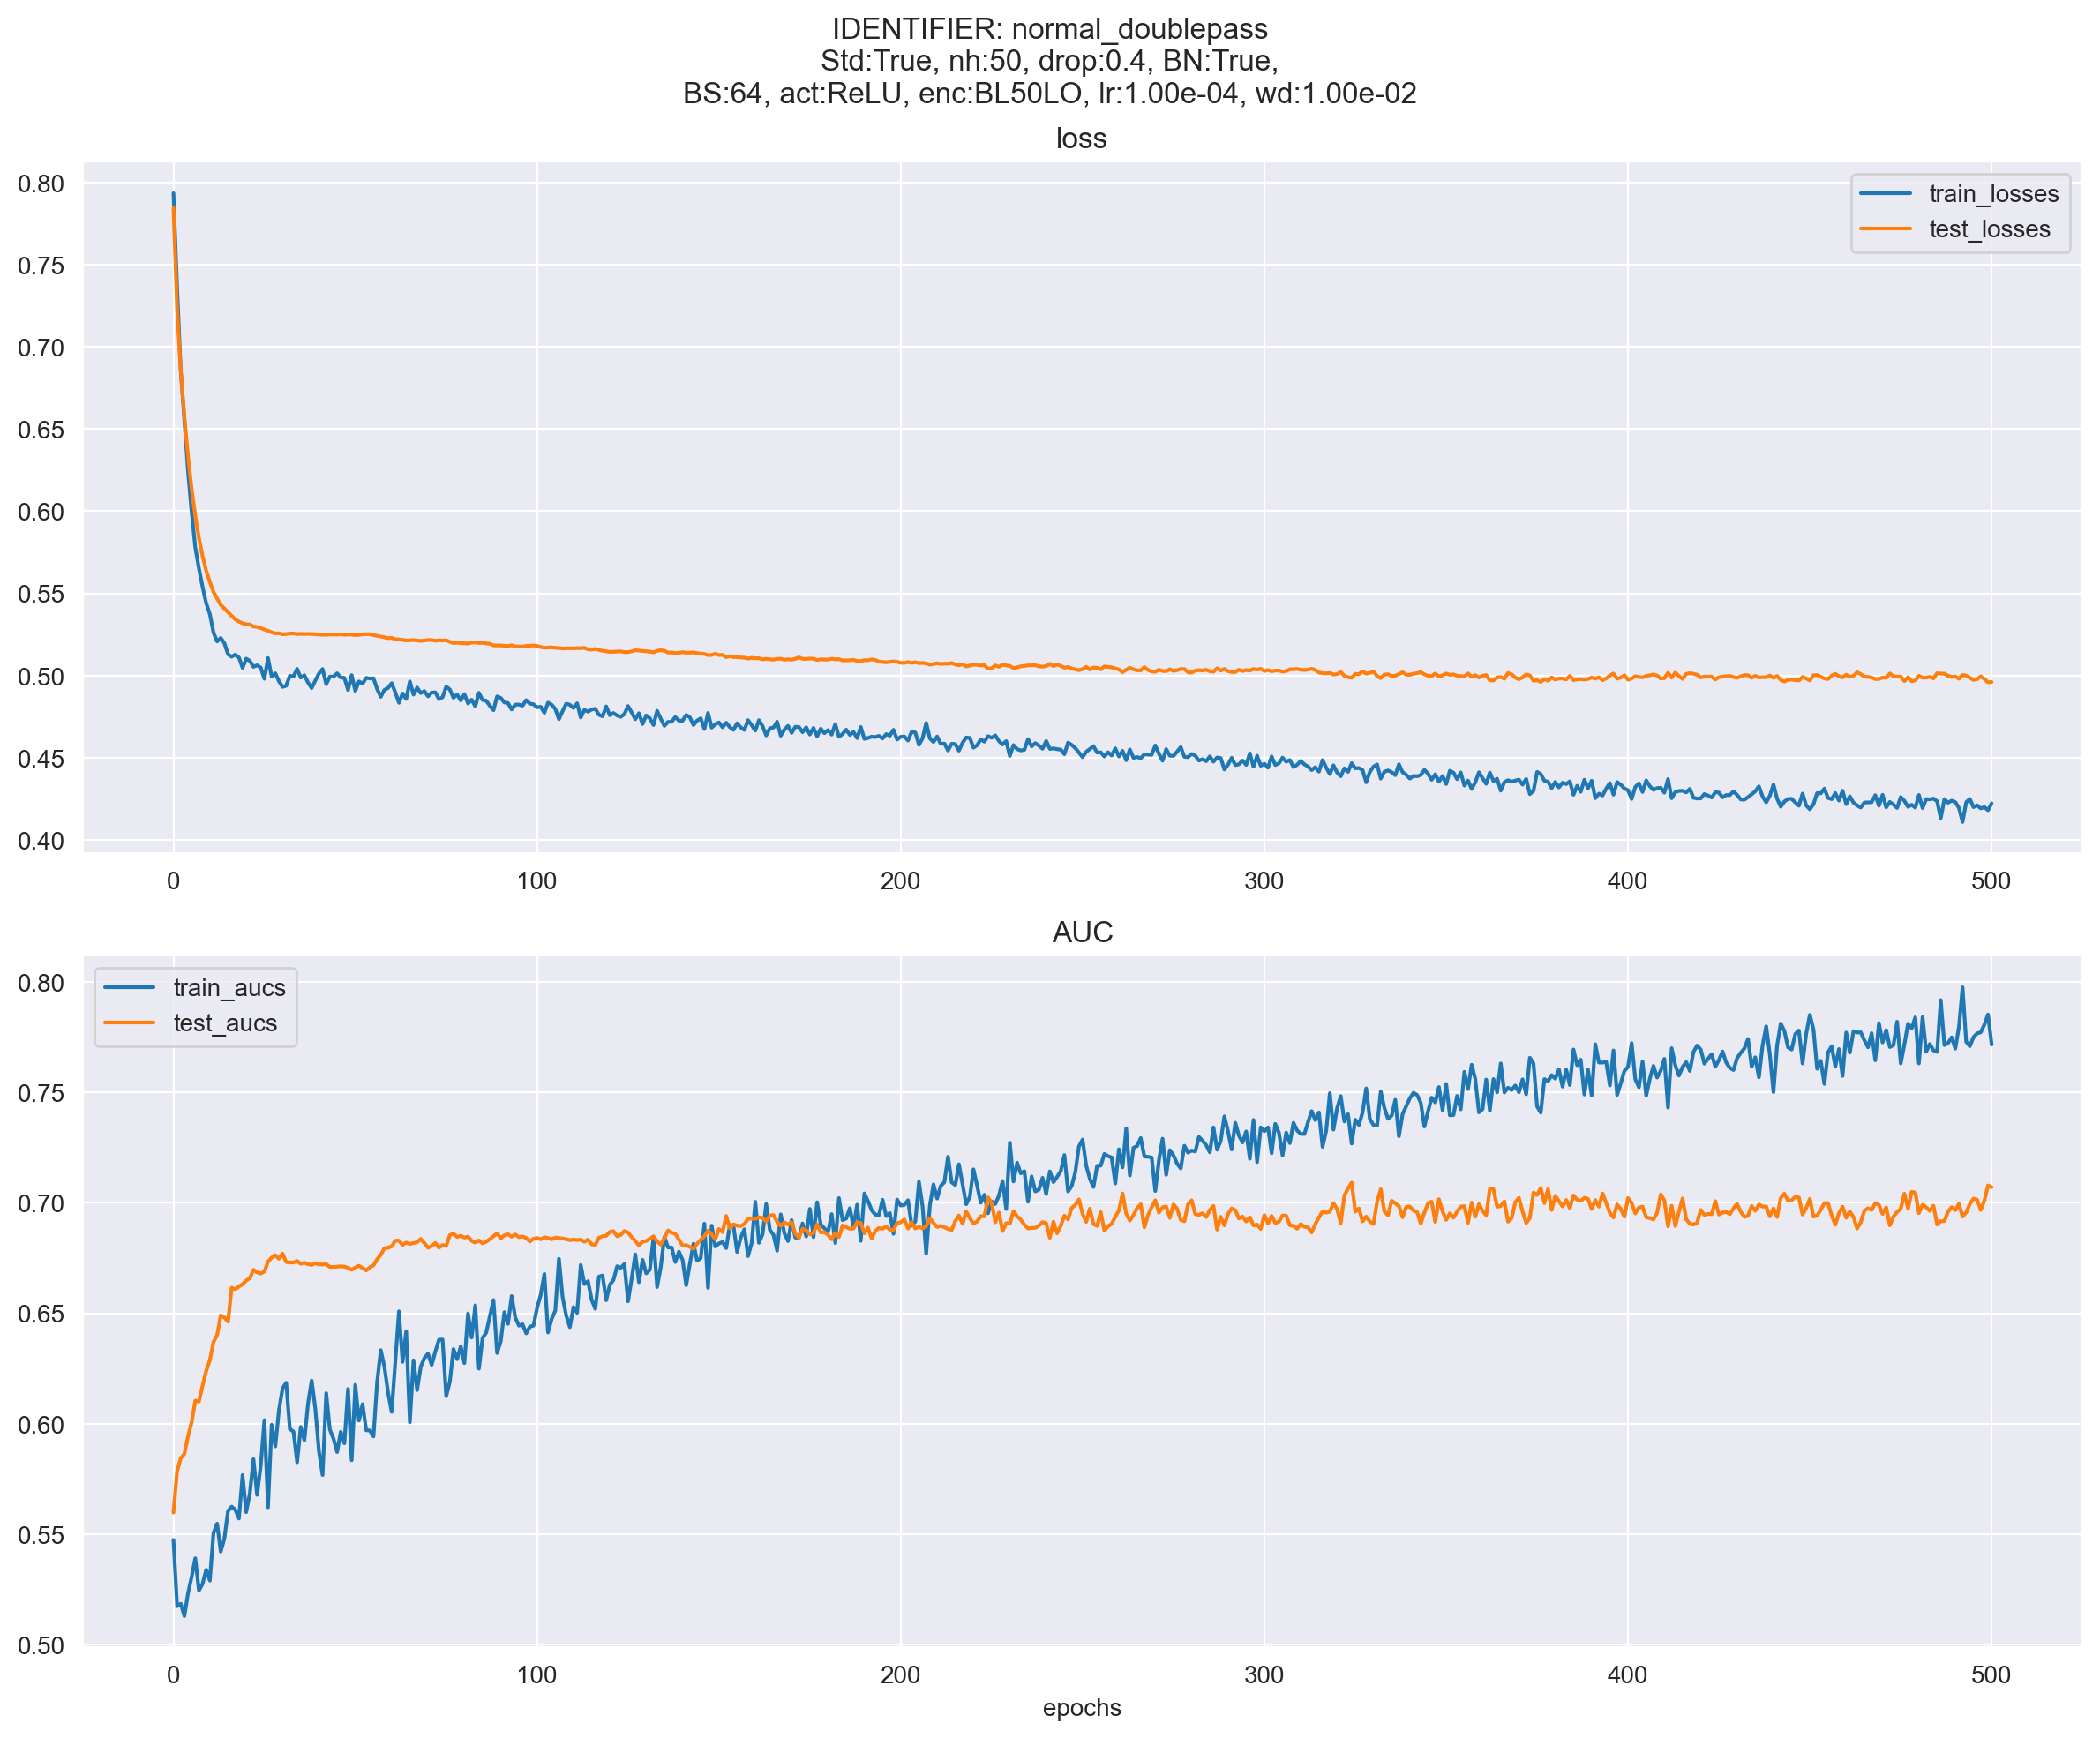 IDENTIFIER: normal_doublepass
Std:True, nh:50, drop:0.4, BN:True,
BS:64, act:ReLU, enc:BL50LO, lr:1.00e-04, wd:1.00e-02
loss
train_losses
test_losses
0.80
0.75
0.70
0.65
0.60
0.55
0.50
0.45
0.40
0 100 200 300 400 500
AUC
train_aucs
test_aucs
0.80
0.75
0.70
0.65
0.60
0.55
0.50
0 100 200 300 400 500
epochs